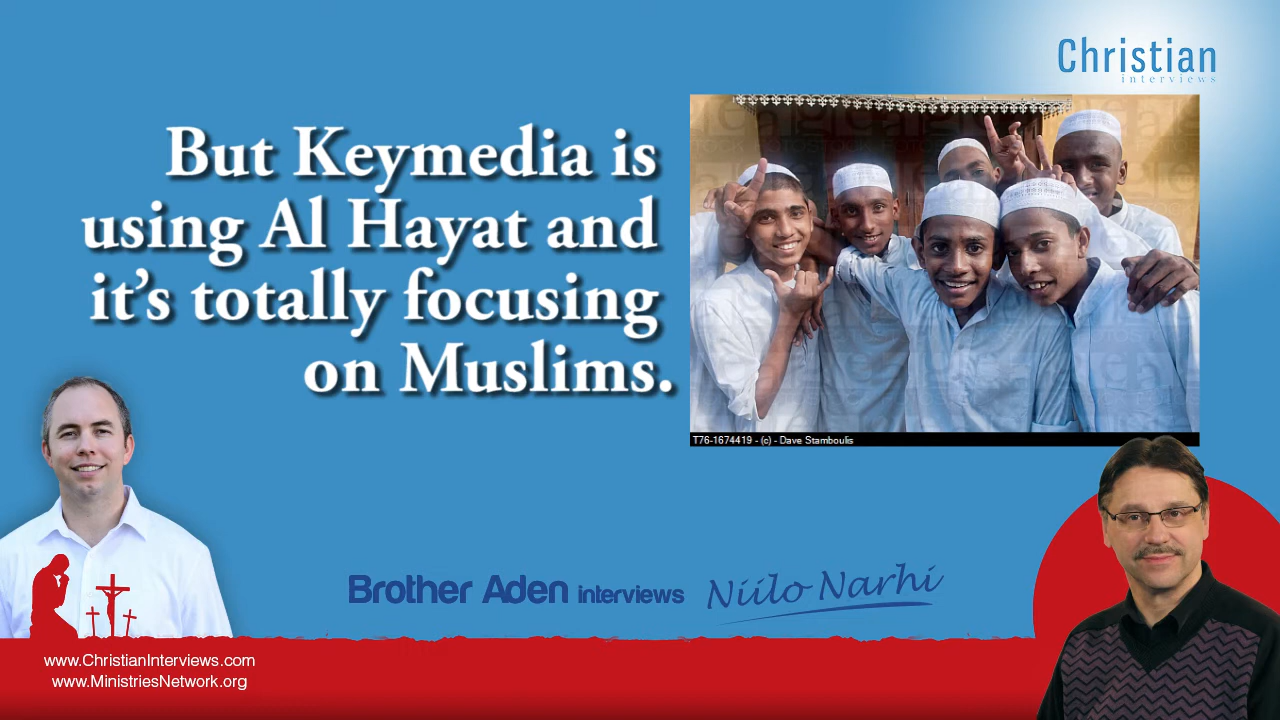 Christian
interviews
But Keymedia is
using Al Hayat and
it’s totally focusing
on Muslims.
T76-1674419 - (c) - Dave Stamboulis
Brother Aden interviews Niilo Narhi
www.ChristianInterviews.com
www.MinistriesNetwork.org